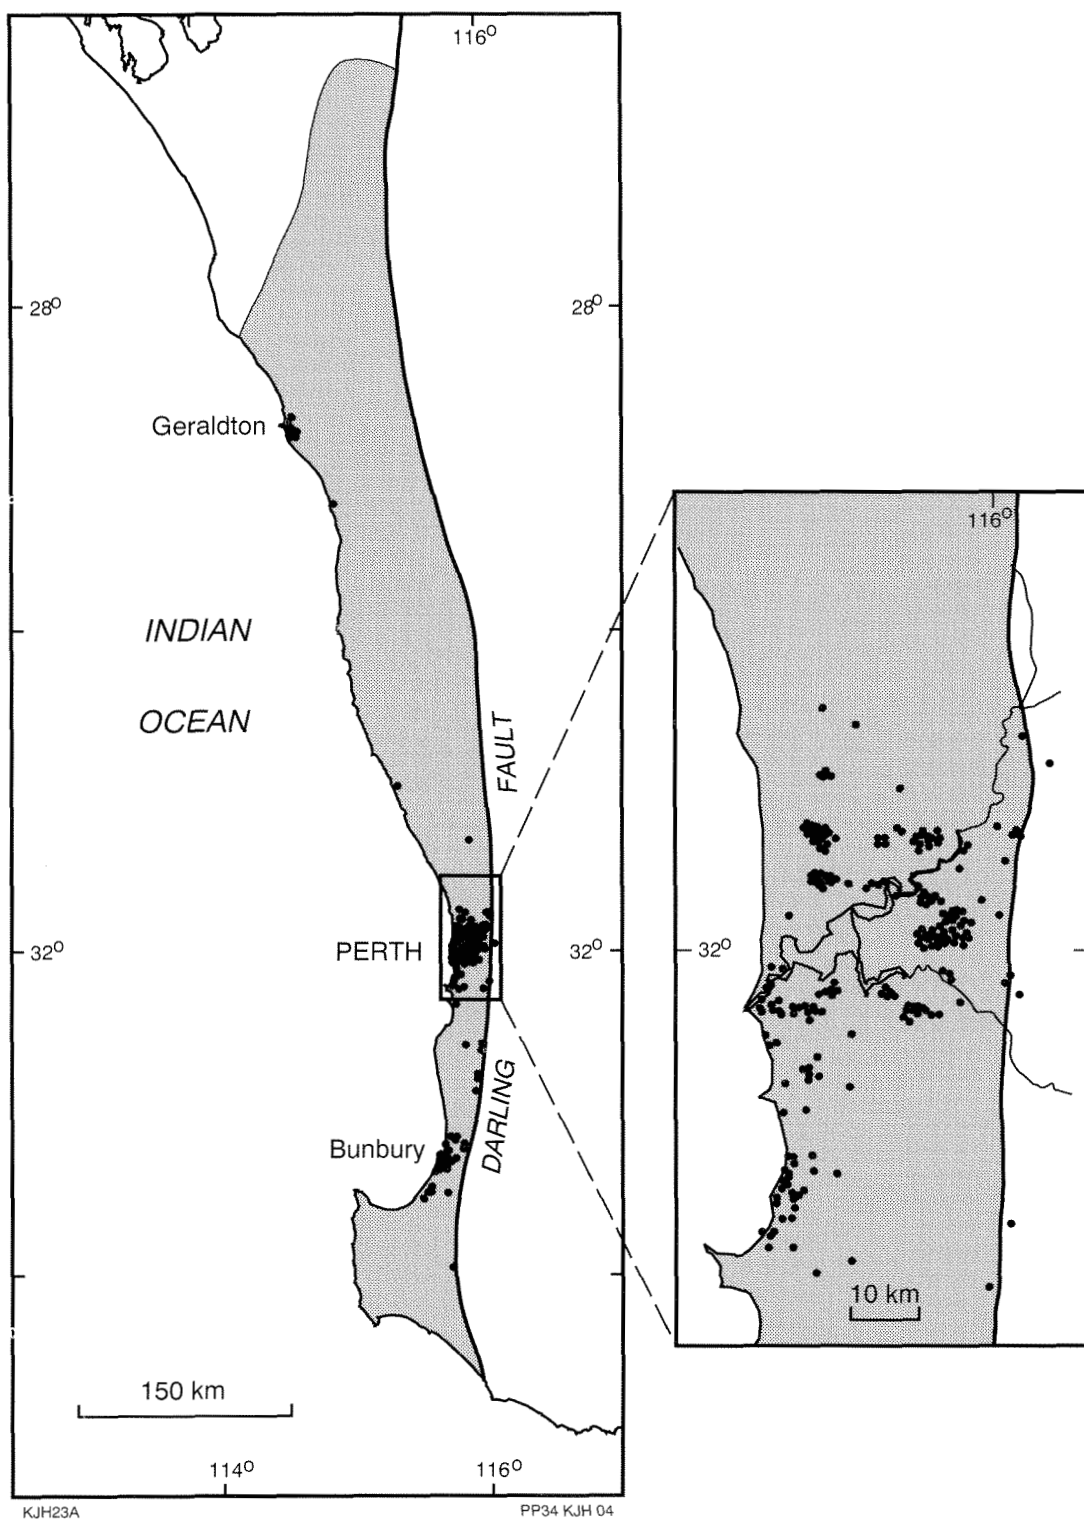 116°
28°
28°
Geraldton
116°
INDIAN
OCEAN
FAULT
PERTH
32°
32°
32°
DARLING
Bunbury
10 km
150 km
114°
116°
KJH23A
PP34 KJH 04